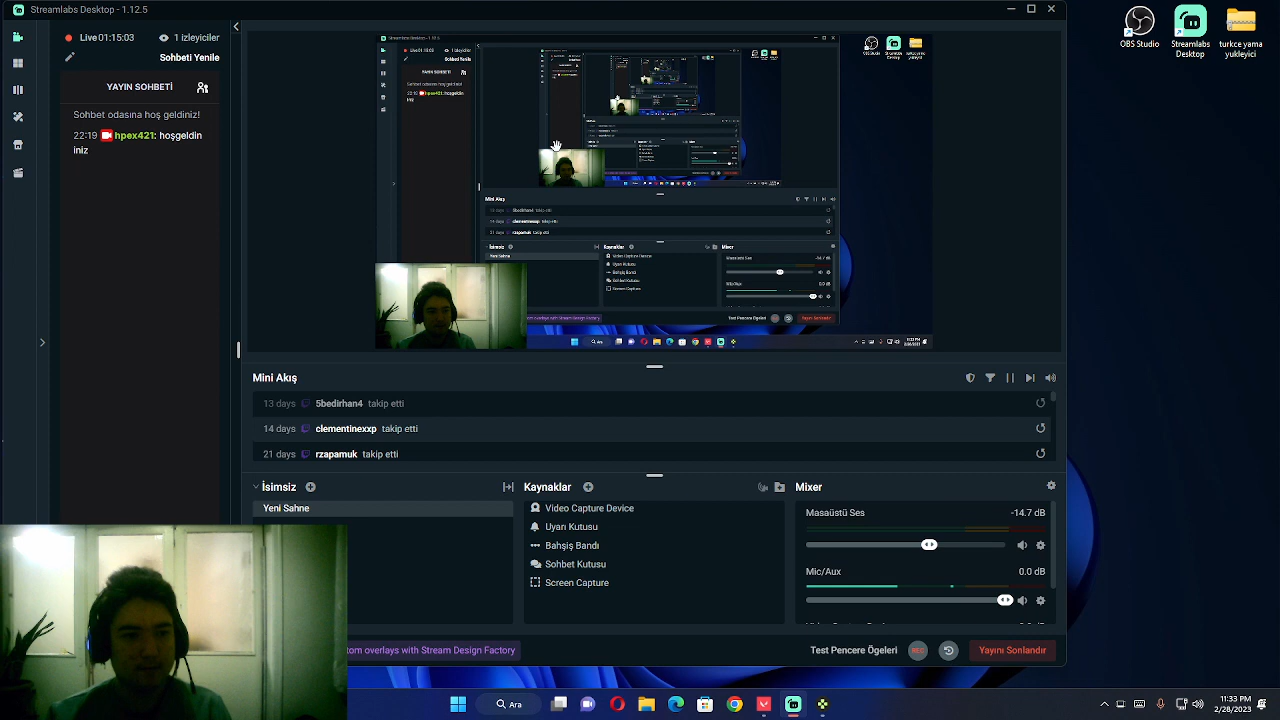 Streamlabs Desktop - 1.12.5
Live 01:15:03
1 izleyiciler
Sohbeti Yenile
YAYIN SOHBETİ
Sohbet odasına hoş geldiniz!
22:19 hpex421: hoşgeldin
iniz
Mini Akış
13 days 5bedirhan4 takip etti
14 days clementinexxp takip etti
21 days rzapamuk takip etti
İsimsiz
Yeni Sahne
Kaynaklar
Video Capture Device
Uyarı Kutusu
Bahşiş Bandı
Sohbet Kutusu
Screen Capture
Mixer
Masaüstü Ses -14.7 dB
Mic/Aux 0.0 dB
tom overlays with Stream Design Factory
Test Pencere Ögeleri
REC
Yayını Sonlandır
OBS Studio
Streamlabs
Desktop
turkce yama
yukleyici
Ara
11:33 PM
2/28/2023